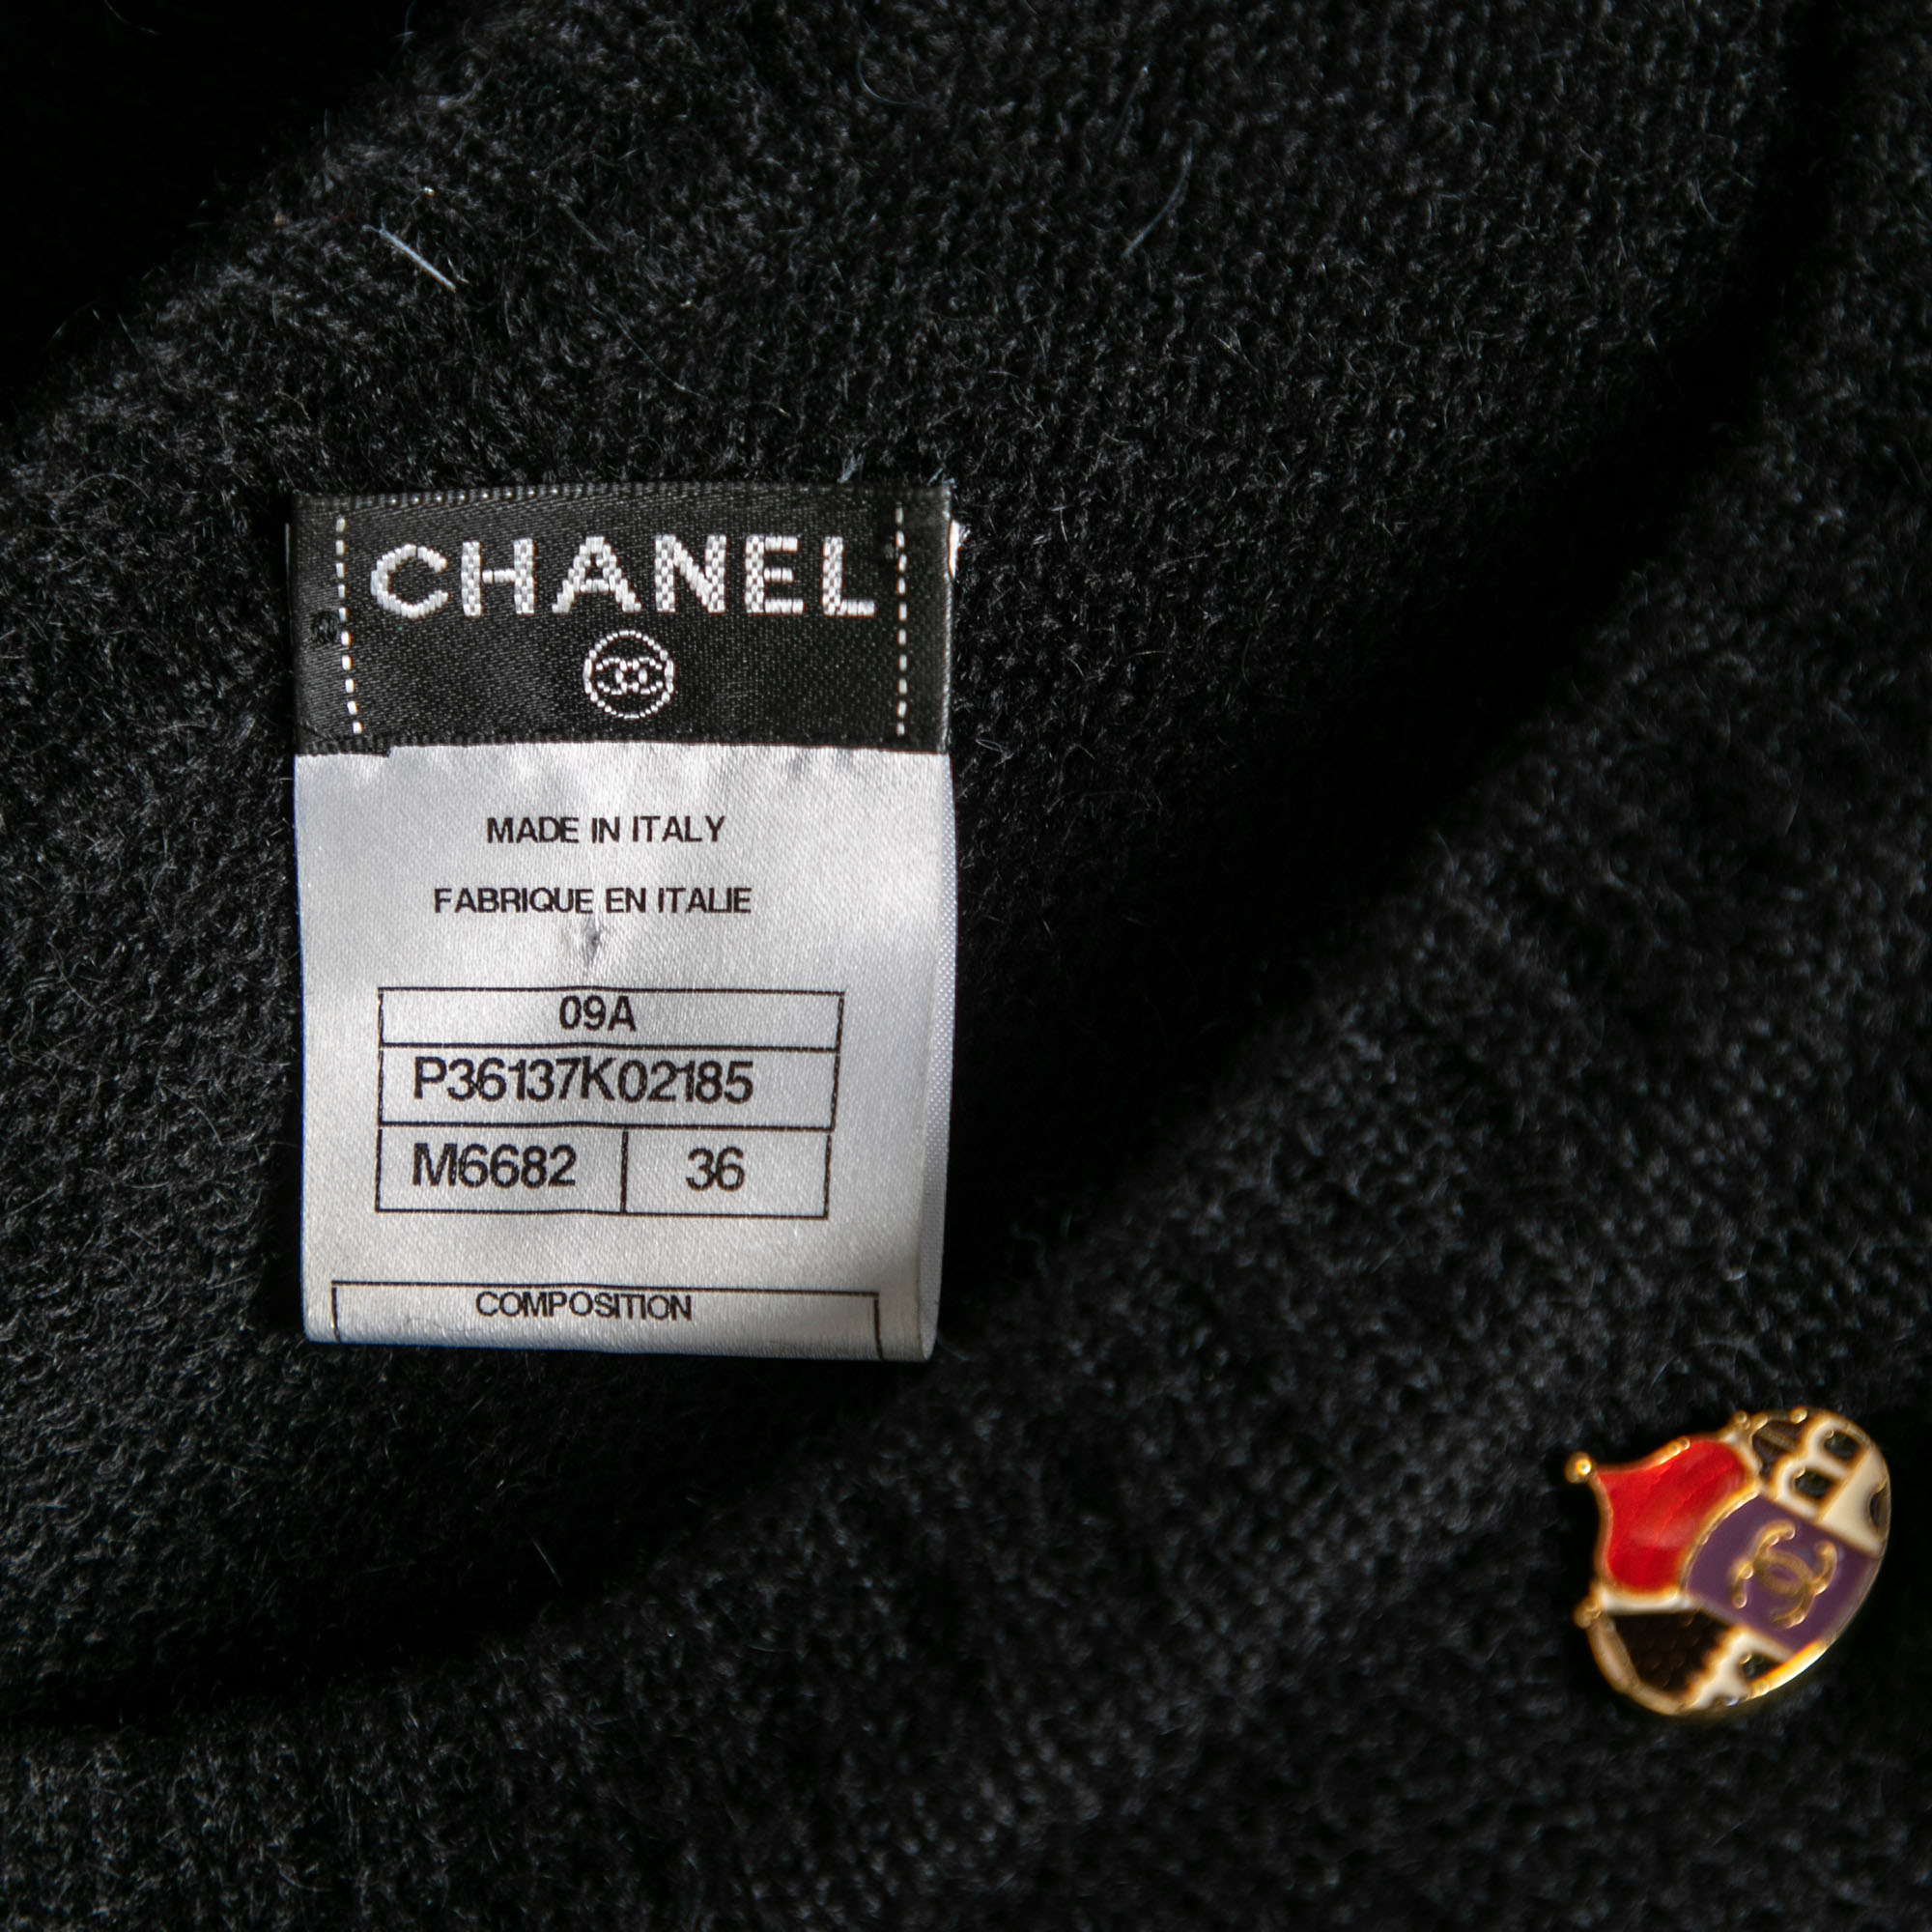 CHANEL
MADE IN ITALY
FABRIQUE EN ITALIE
09A
P36137K02185
M6682 36
COMPOSITION